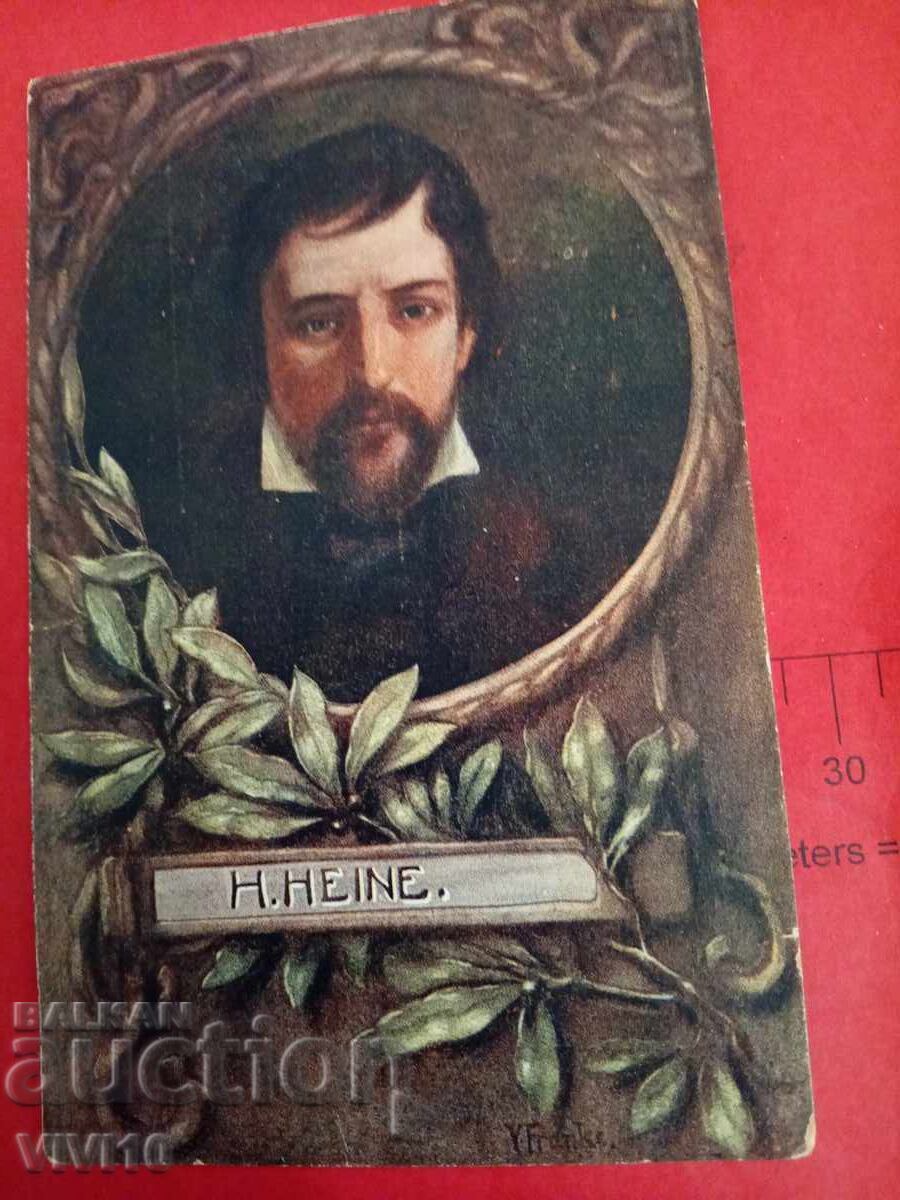 30
eters =
H.HEINE.
BALKAN
auction
VIVI10